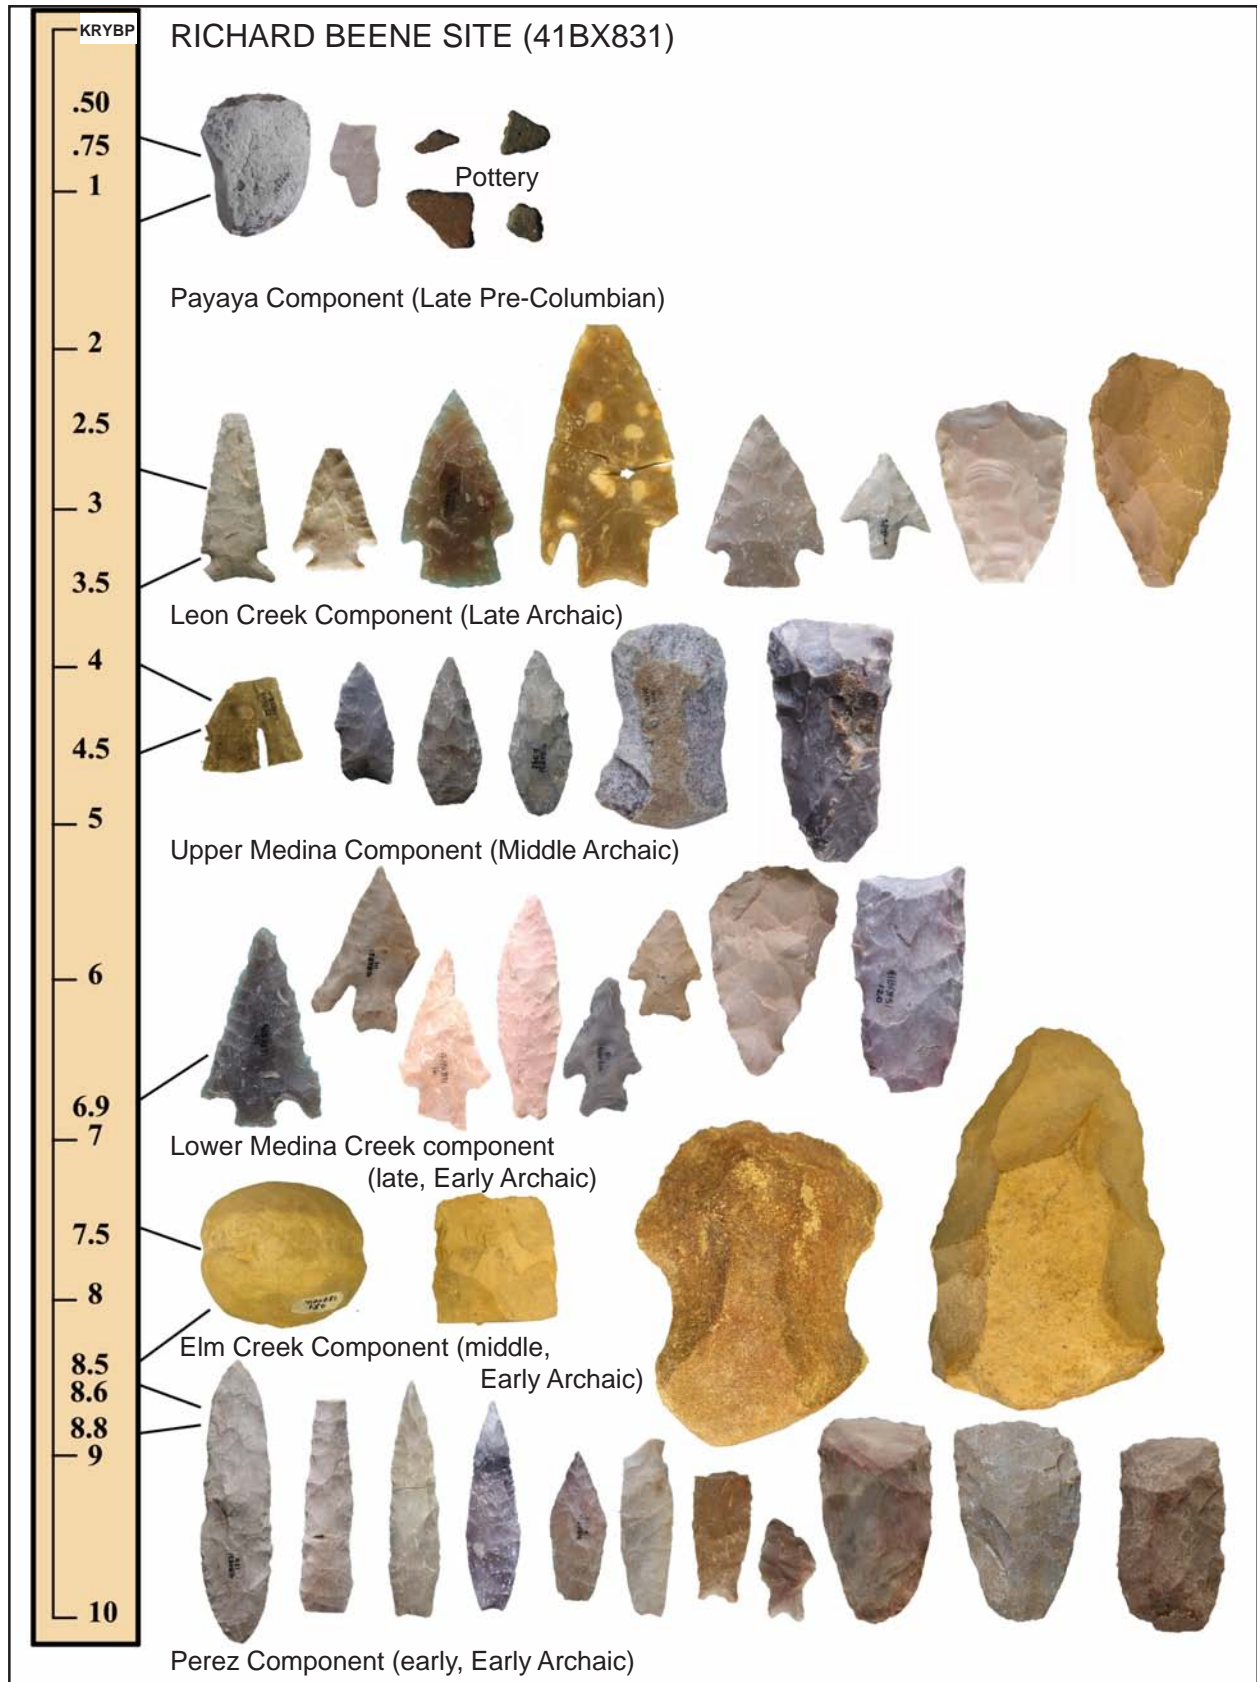 KRYBP
RICHARD BEENE SITE (41BX831)
.50
.75
1
Pottery
Payaya Component (Late Pre-Columbian)
2
2.5
3
3.5
Leon Creek Component (Late Archaic)
4
4.5
5
Upper Medina Component (Middle Archaic)
6
6.9
7
Lower Medina Creek component
(late, Early Archaic)
7.5
8
8.5
Elm Creek Component (middle,
Early Archaic)
8.6
8.8
9
10
Perez Component (early, Early Archaic)